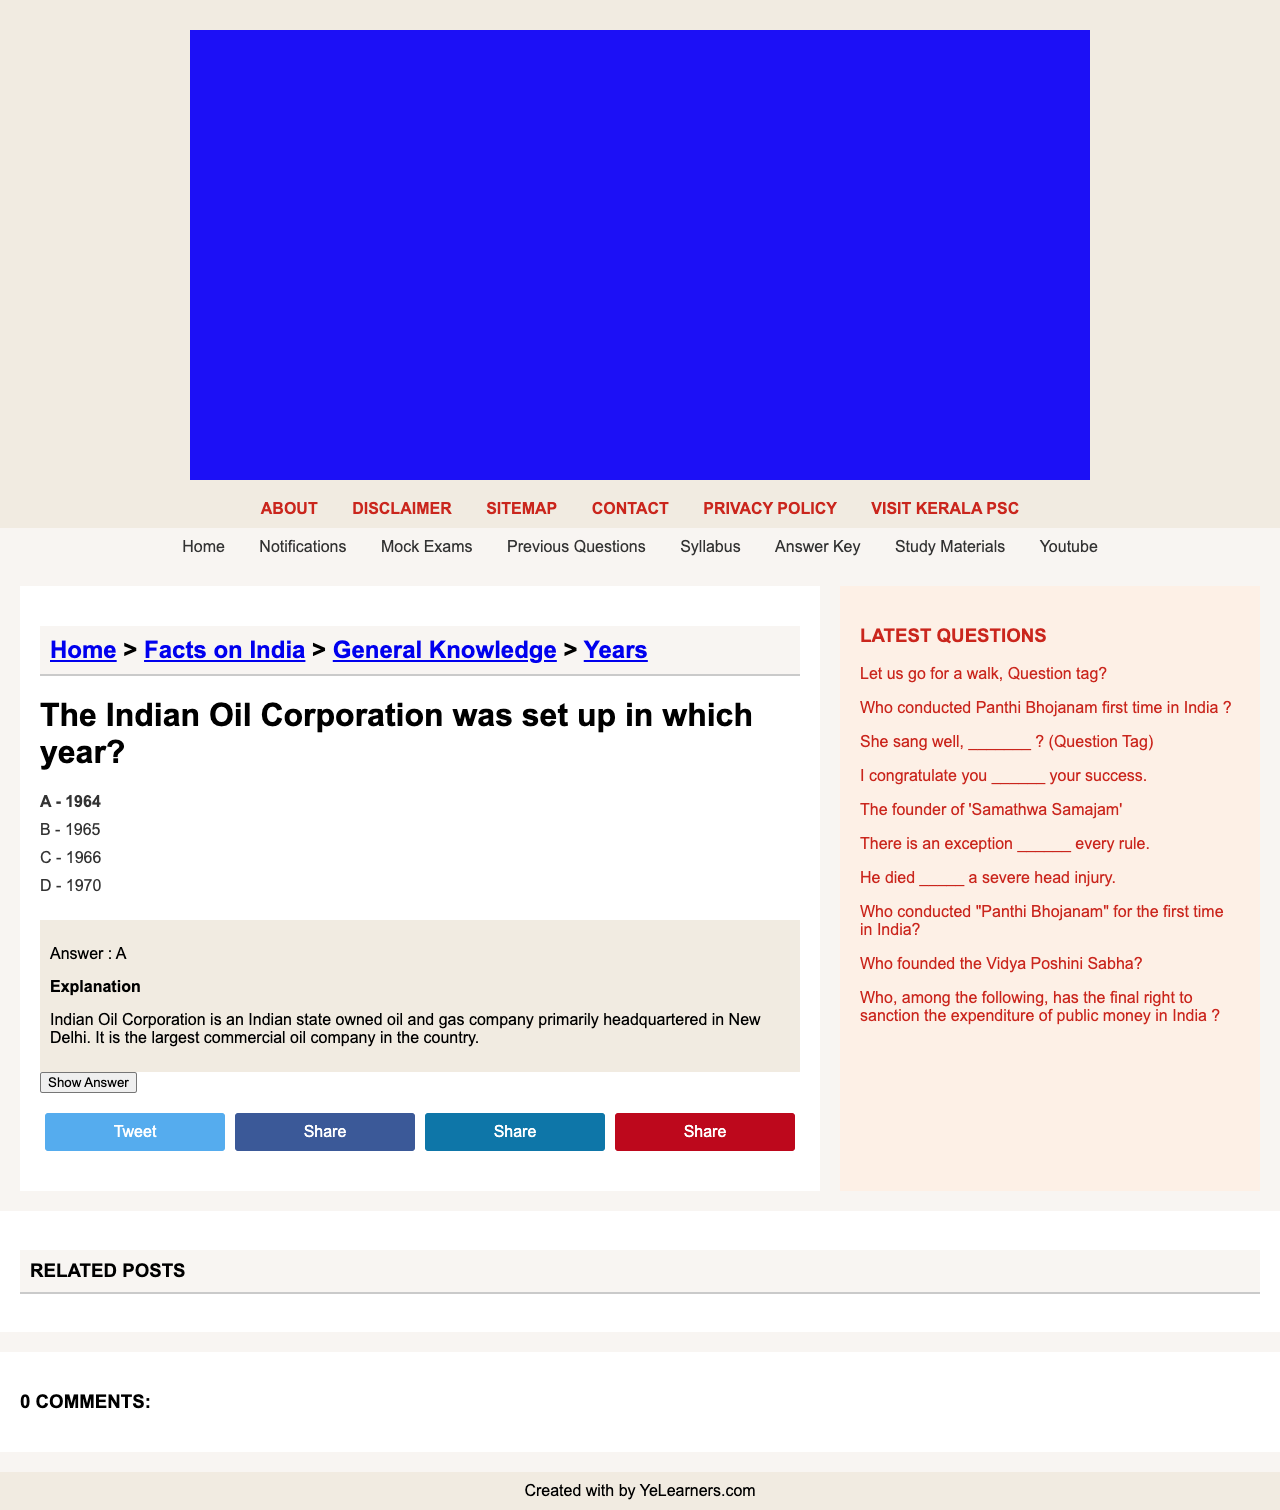 ABOUT DISCLAIMER SITEMAP CONTACT PRIVACY POLICY VISIT KERALA PSC
Home Notifications Mock Exams Previous Questions Syllabus Answer Key Study Materials Youtube
Home > Facts on India > General Knowledge > Years
The Indian Oil Corporation was set up in which
year?
A - 1964
B - 1965
C - 1966
D - 1970
Answer : A
Explanation
Indian Oil Corporation is an Indian state owned oil and gas company primarily headquartered in New
Delhi. It is the largest commercial oil company in the country.
Show Answer
Tweet Share Share Share
LATEST QUESTIONS
Let us go for a walk, Question tag?
Who conducted Panthi Bhojanam first time in India ?
She sang well, _______ ? (Question Tag)
I congratulate you ______ your success.
The founder of 'Samathwa Samajam'
There is an exception ______ every rule.
He died _____ a severe head injury.
Who conducted "Panthi Bhojanam" for the first time
in India?
Who founded the Vidya Poshini Sabha?
Who, among the following, has the final right to
sanction the expenditure of public money in India ?
RELATED POSTS
0 COMMENTS:
Created with by YeLearners.com